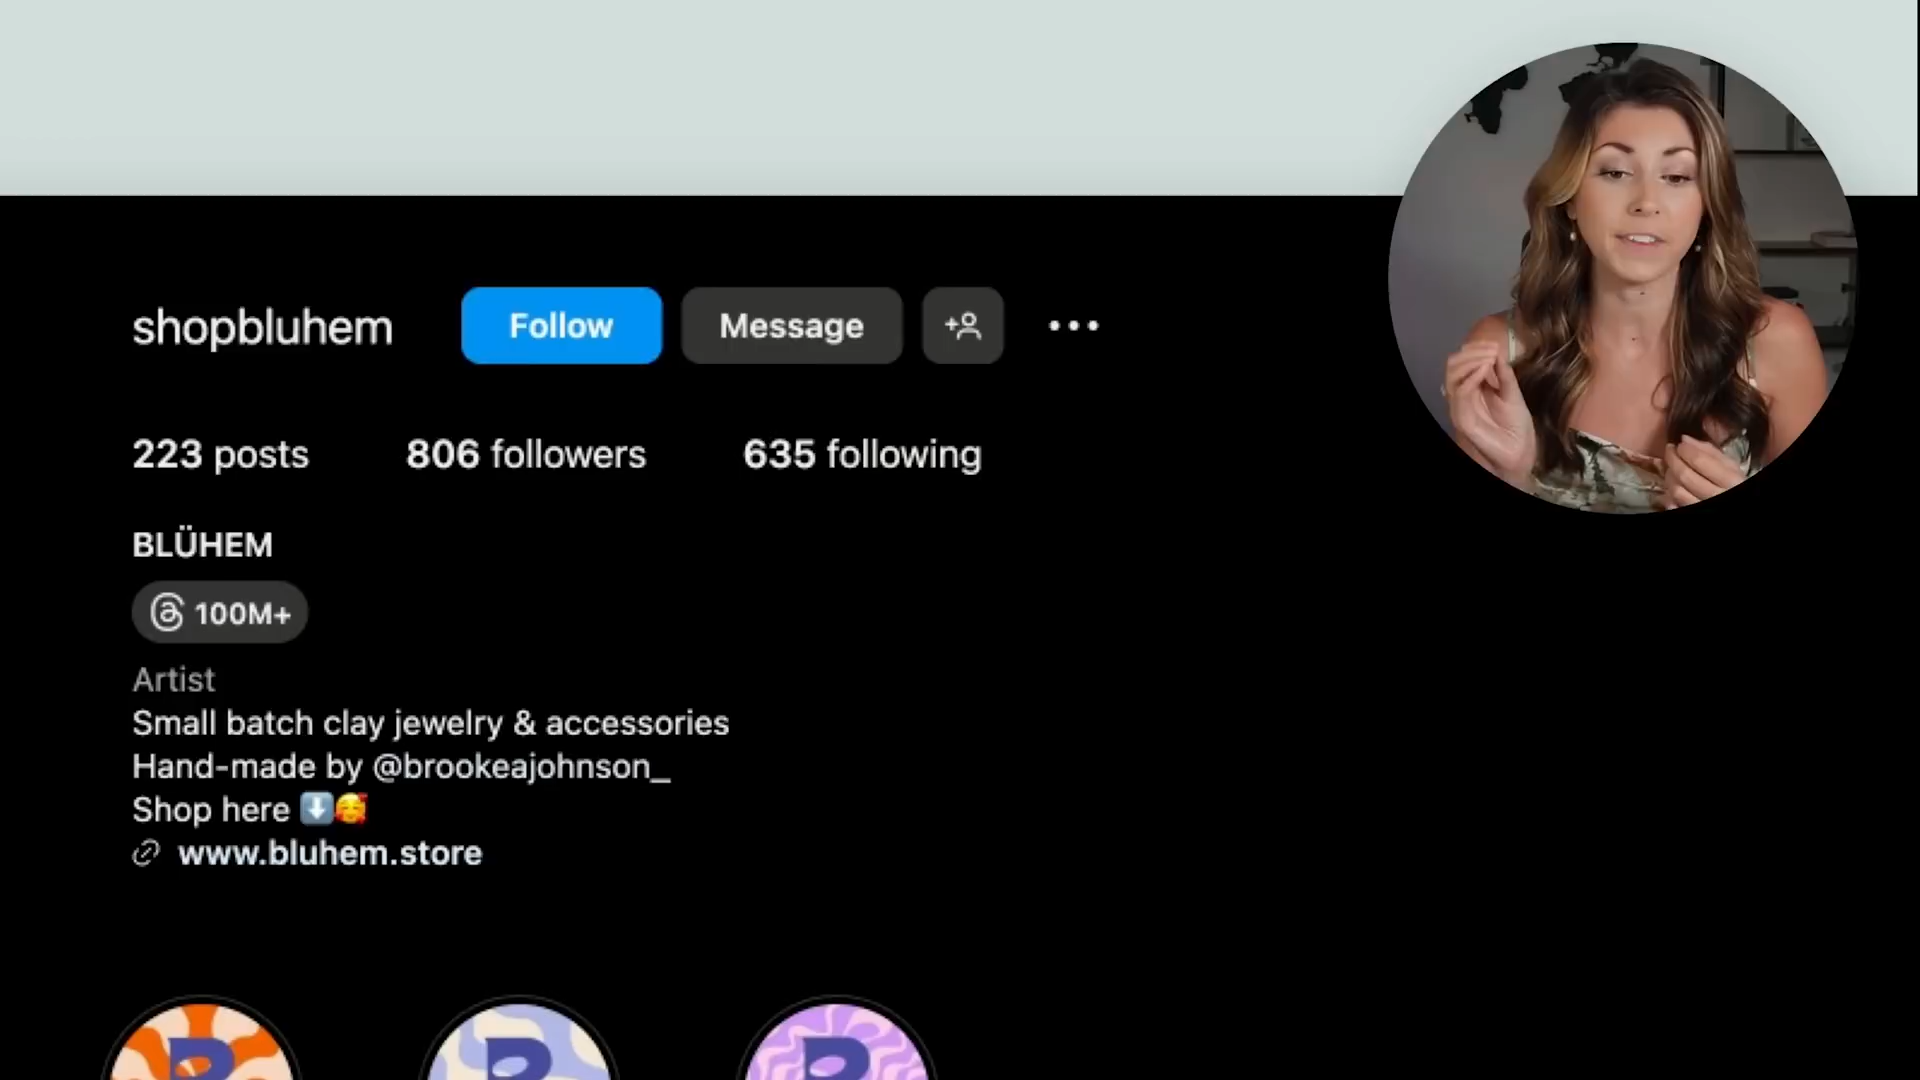 shopbluhem Follow Message
223 posts 806 followers 635 following
BLÜHEM
100M+
Artist
Small batch clay jewelry & accessories
Hand-made by @brookeajohnson_
Shop here ⬇️🥰
www.bluhem.store
B B B